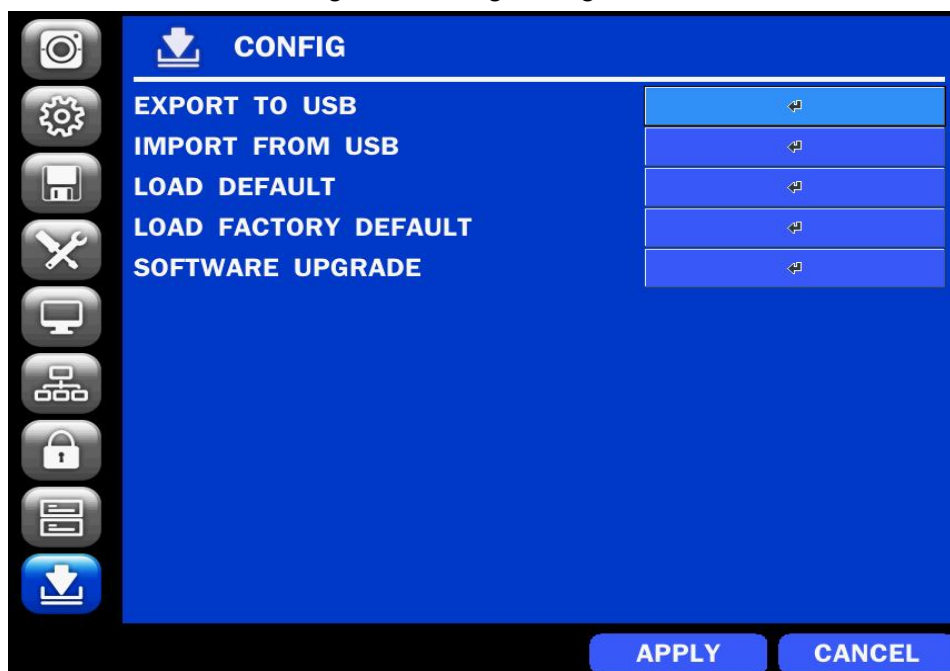 CONFIG
EXPORT TO USB
IMPORT FROM USB
LOAD DEFAULT
LOAD FACTORY DEFAULT
SOFTWARE UPGRADE
APPLY CANCEL